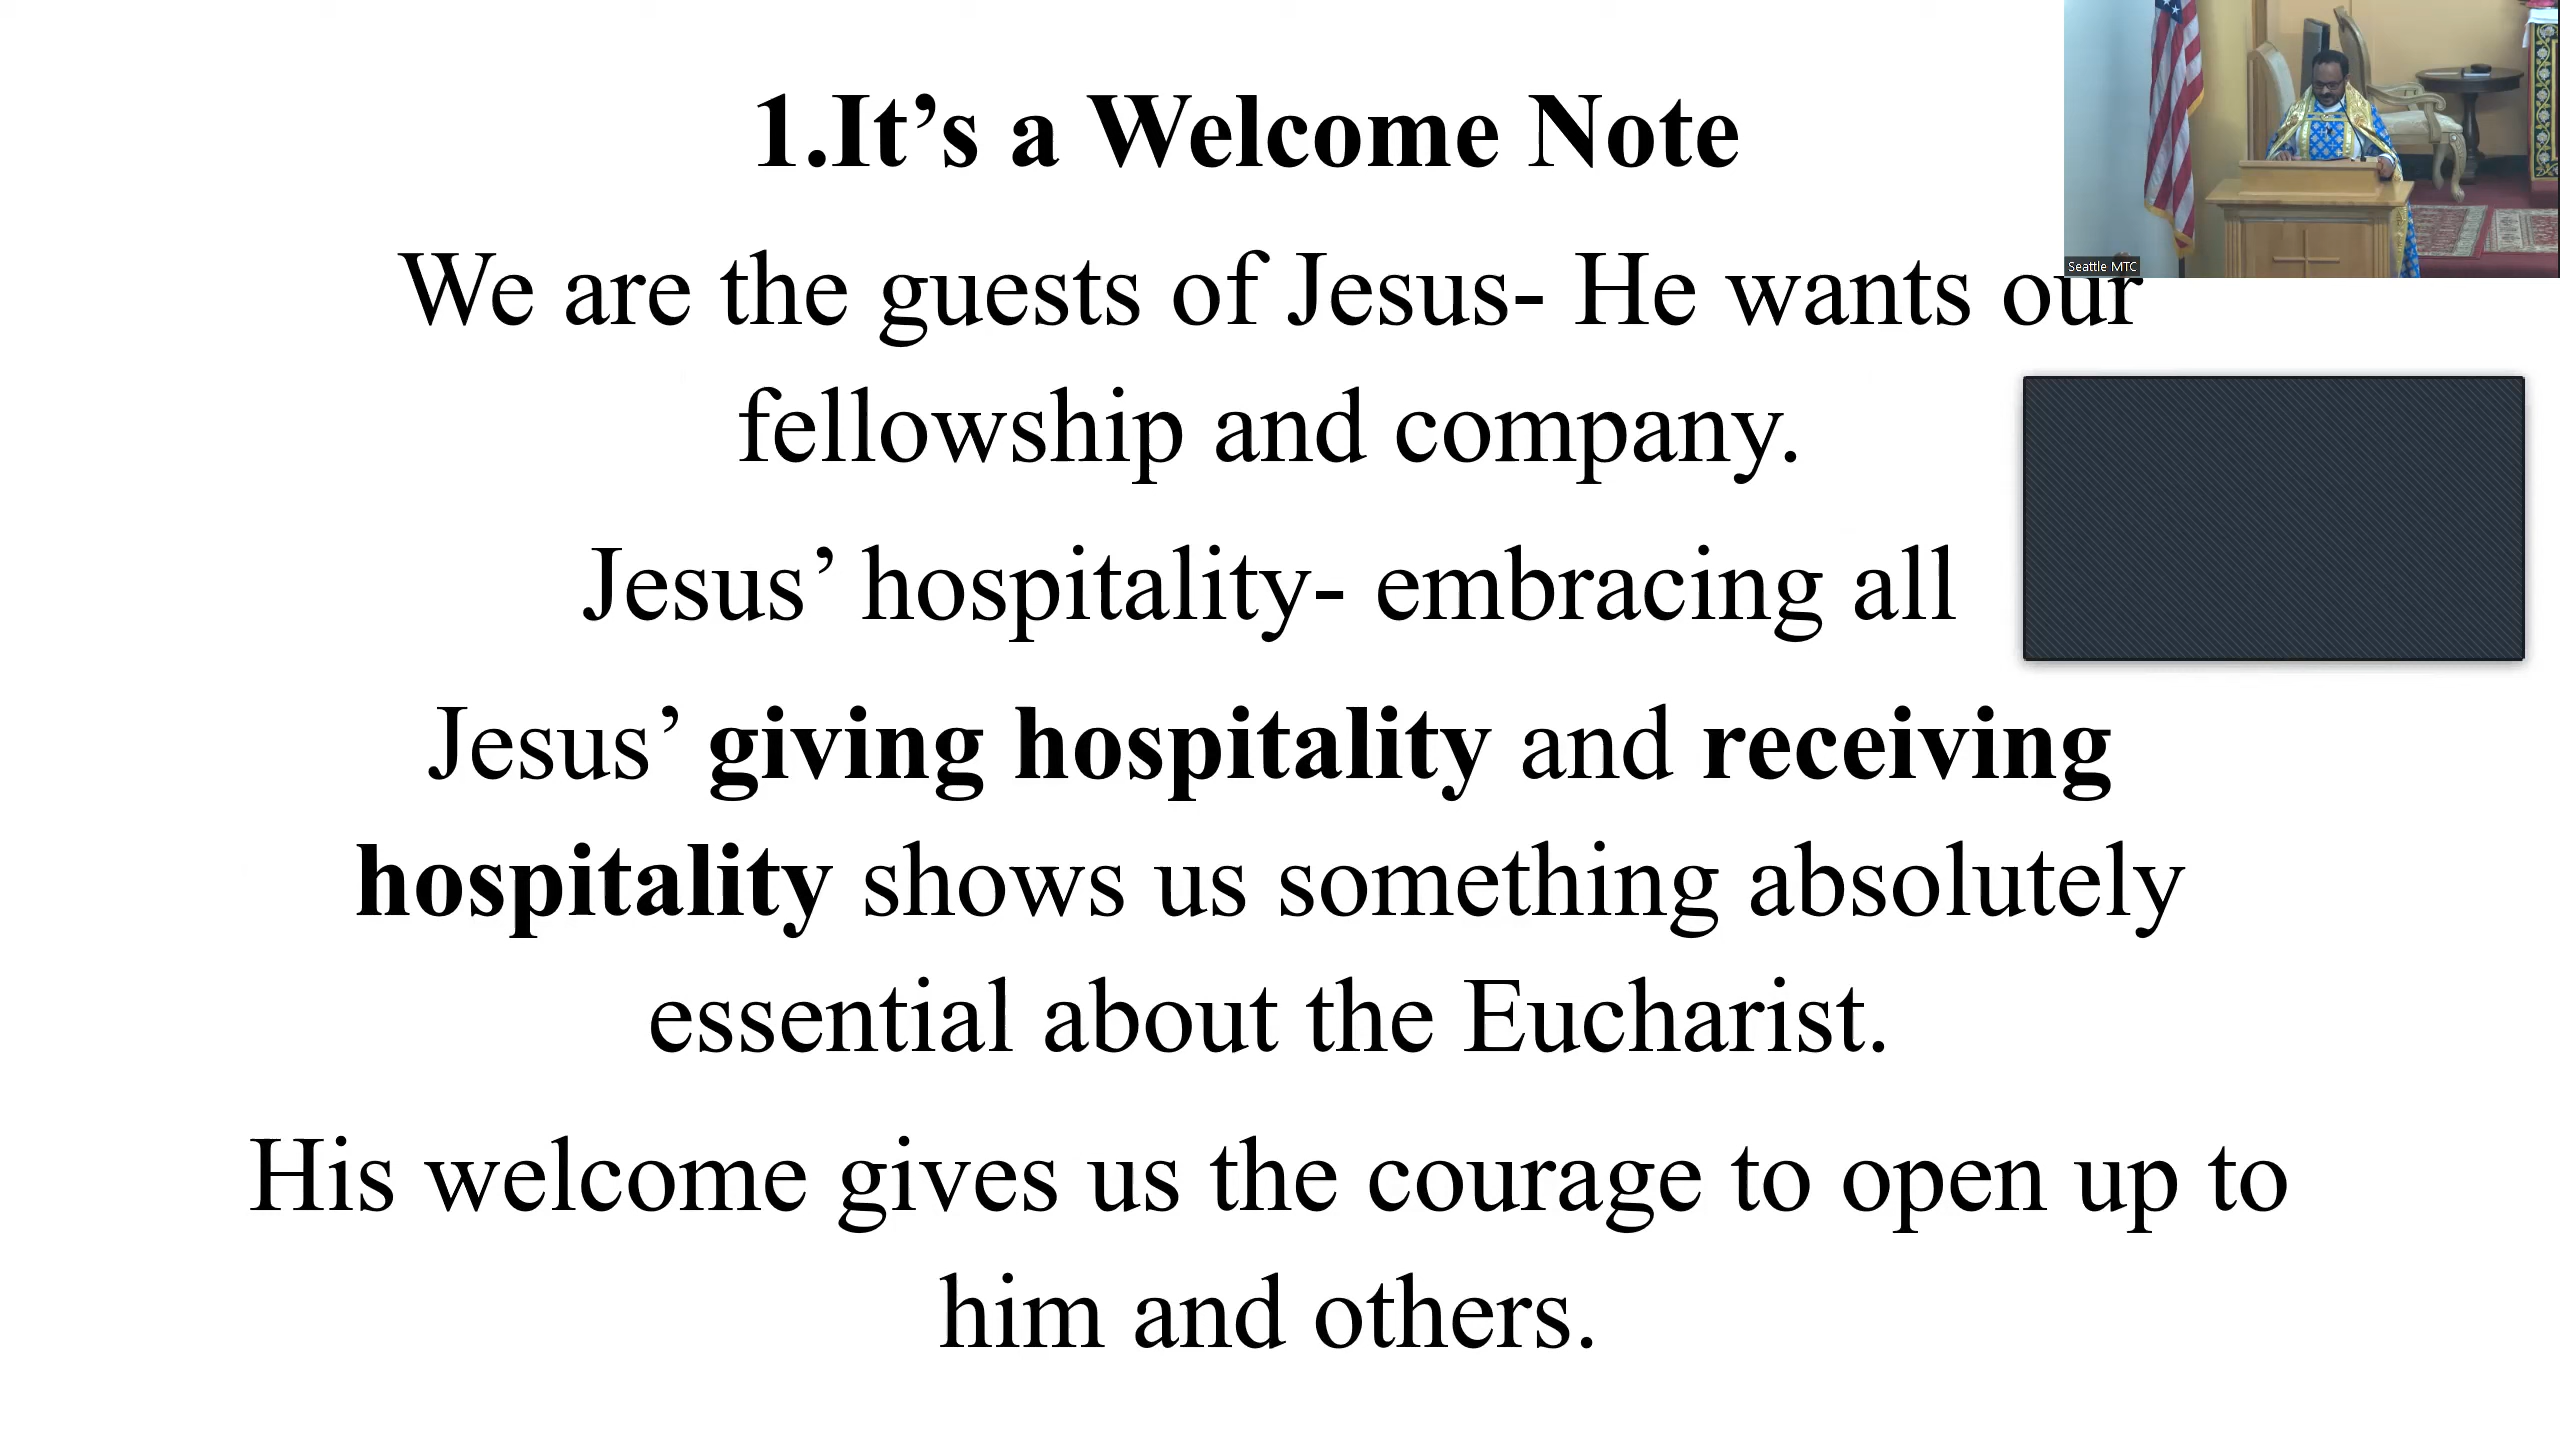 1.It’s a Welcome Note
We are the guests of Jesus- He wants our
fellowship and company.
Jesus’ hospitality- embracing all
Jesus’ giving hospitality and receiving
hospitality shows us something absolutely
essential about the Eucharist.
His welcome gives us the courage to open up to
him and others.
Seattle MTC